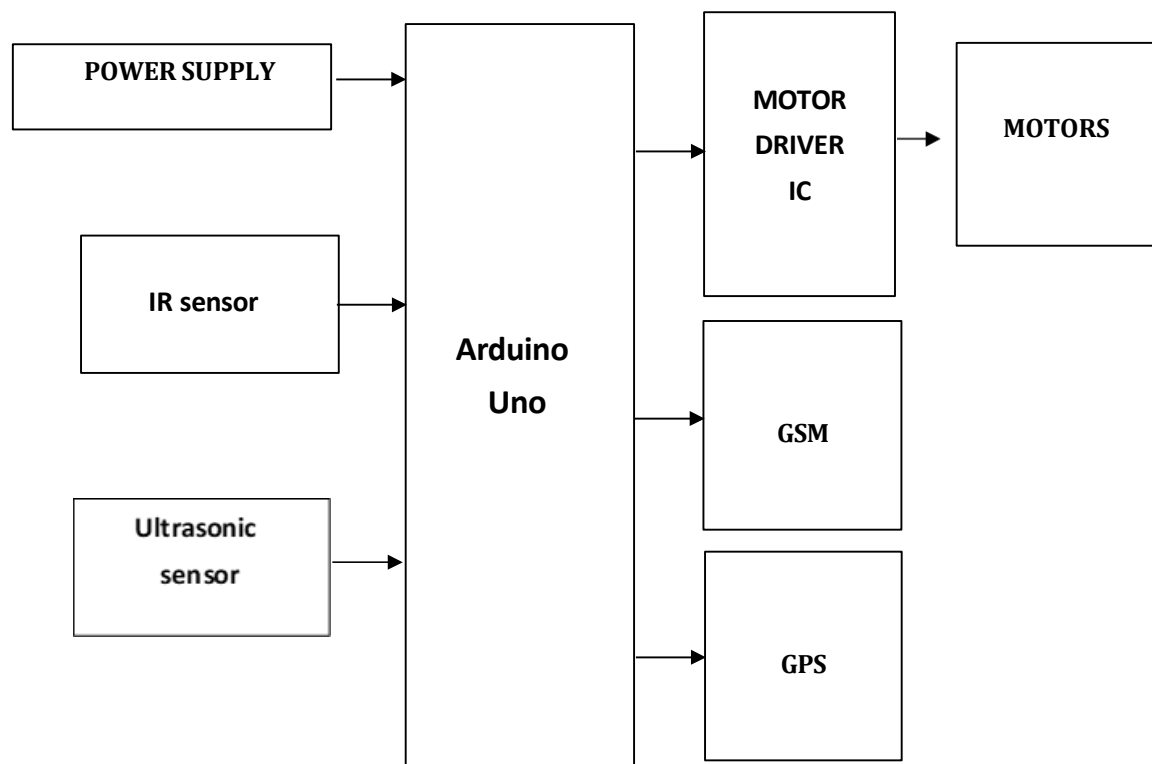 POWER SUPPLY
IR sensor
Ultrasonic
sensor
Arduino
Uno
MOTOR
DRIVER
IC
MOTORS
GSM
GPS